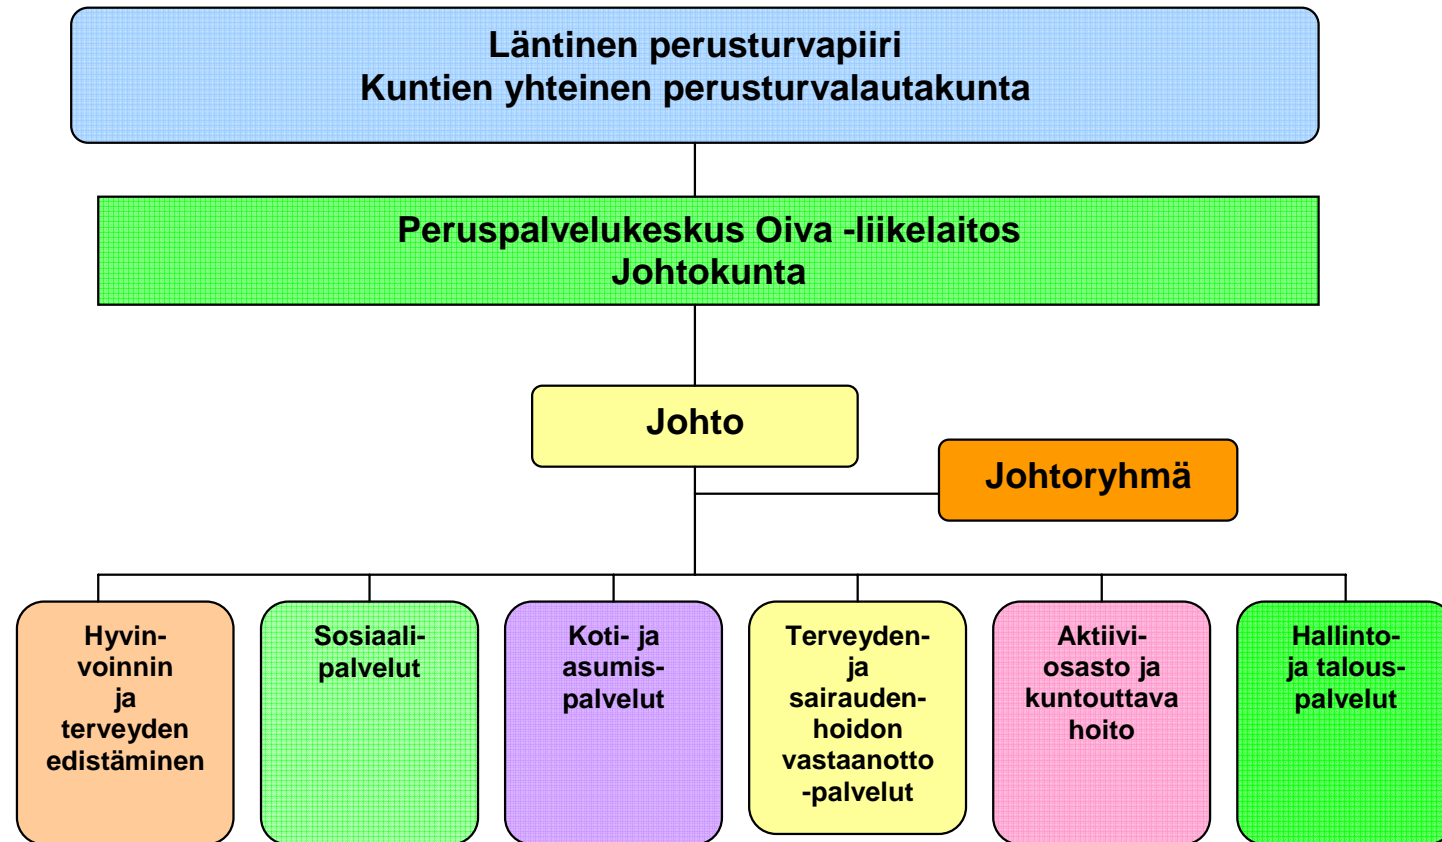 Läntinen perusturvapiiri
Kuntien yhteinen perusturvalautakunta
Peruspalvelukeskus Oiva -liikelaitos
Johtokunta
Johto
Johtoryhmä
Hyvin-
voinnin
ja
terveyden
edistäminen
Sosiaali-
palvelut
Koti- ja
asumis-
palvelut
Terveyden-
ja
sairauden-
hoidon
vastaanotto
-palvelut
Aktiivi-
osasto ja
kuntouttava
hoito
Hallinto-
ja talous-
palvelut